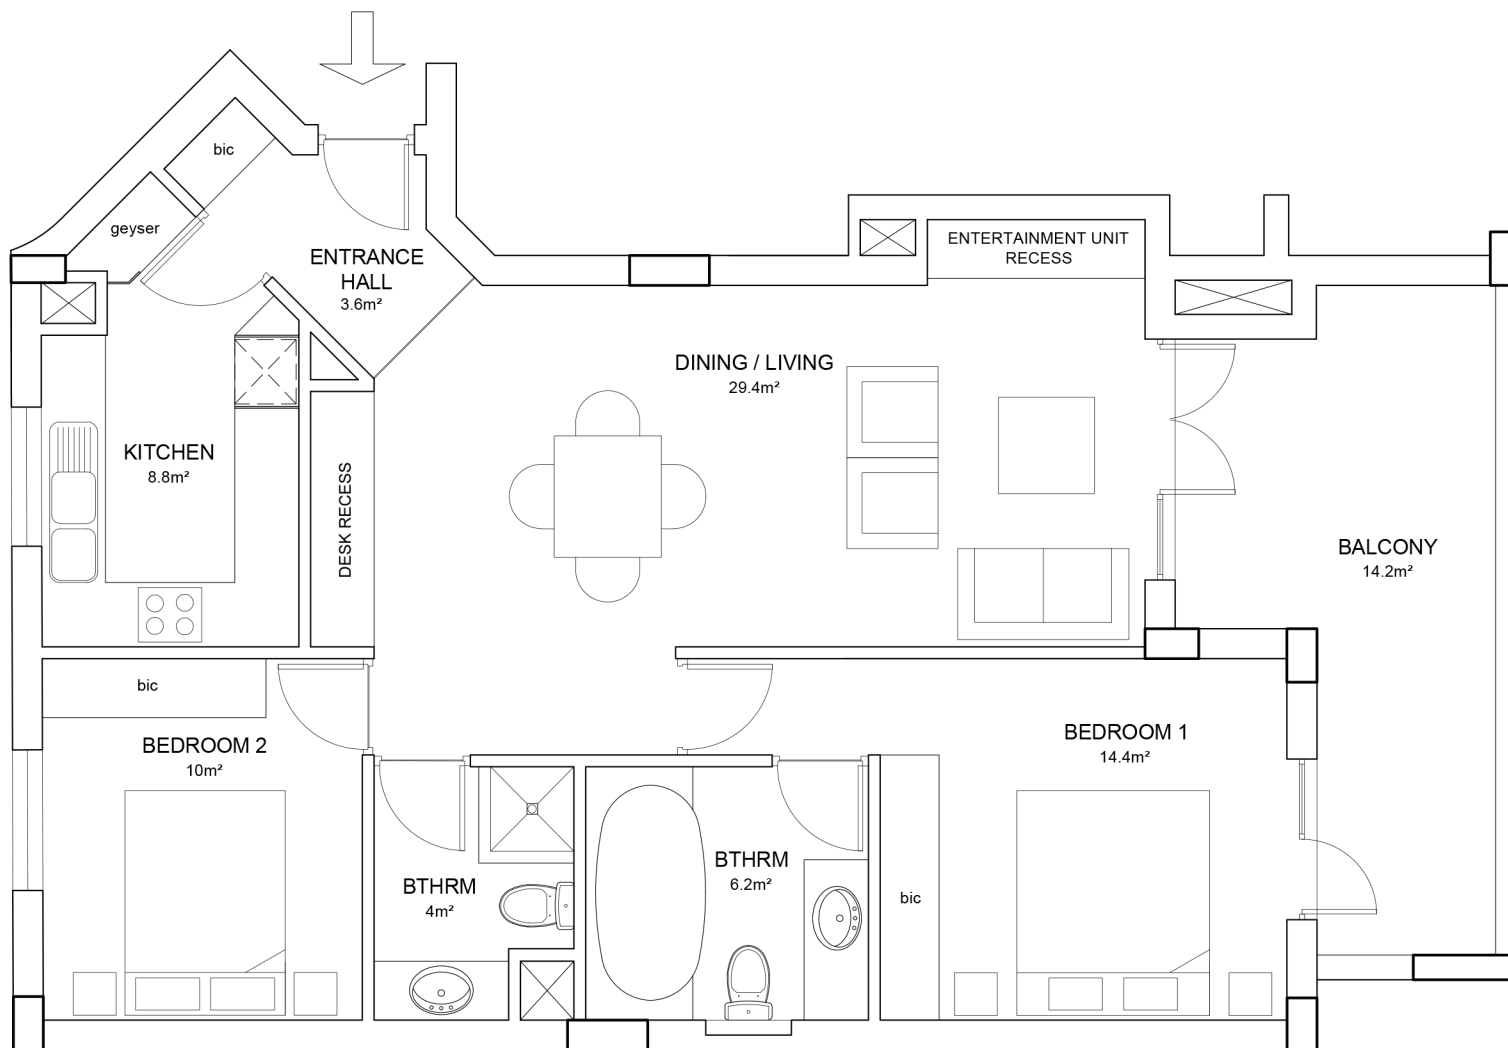 bic
geyser
ENTRANCE
HALL
3.6m²
ENTERTAINMENT UNIT
RECESS
DINING / LIVING
29.4m²
KITCHEN
8.8m²
DESK RECESS
BALCONY
14.2m²
bic
BEDROOM 2
10m²
BEDROOM 1
14.4m²
BTHRM
4m²
BTHRM
6.2m²
bic